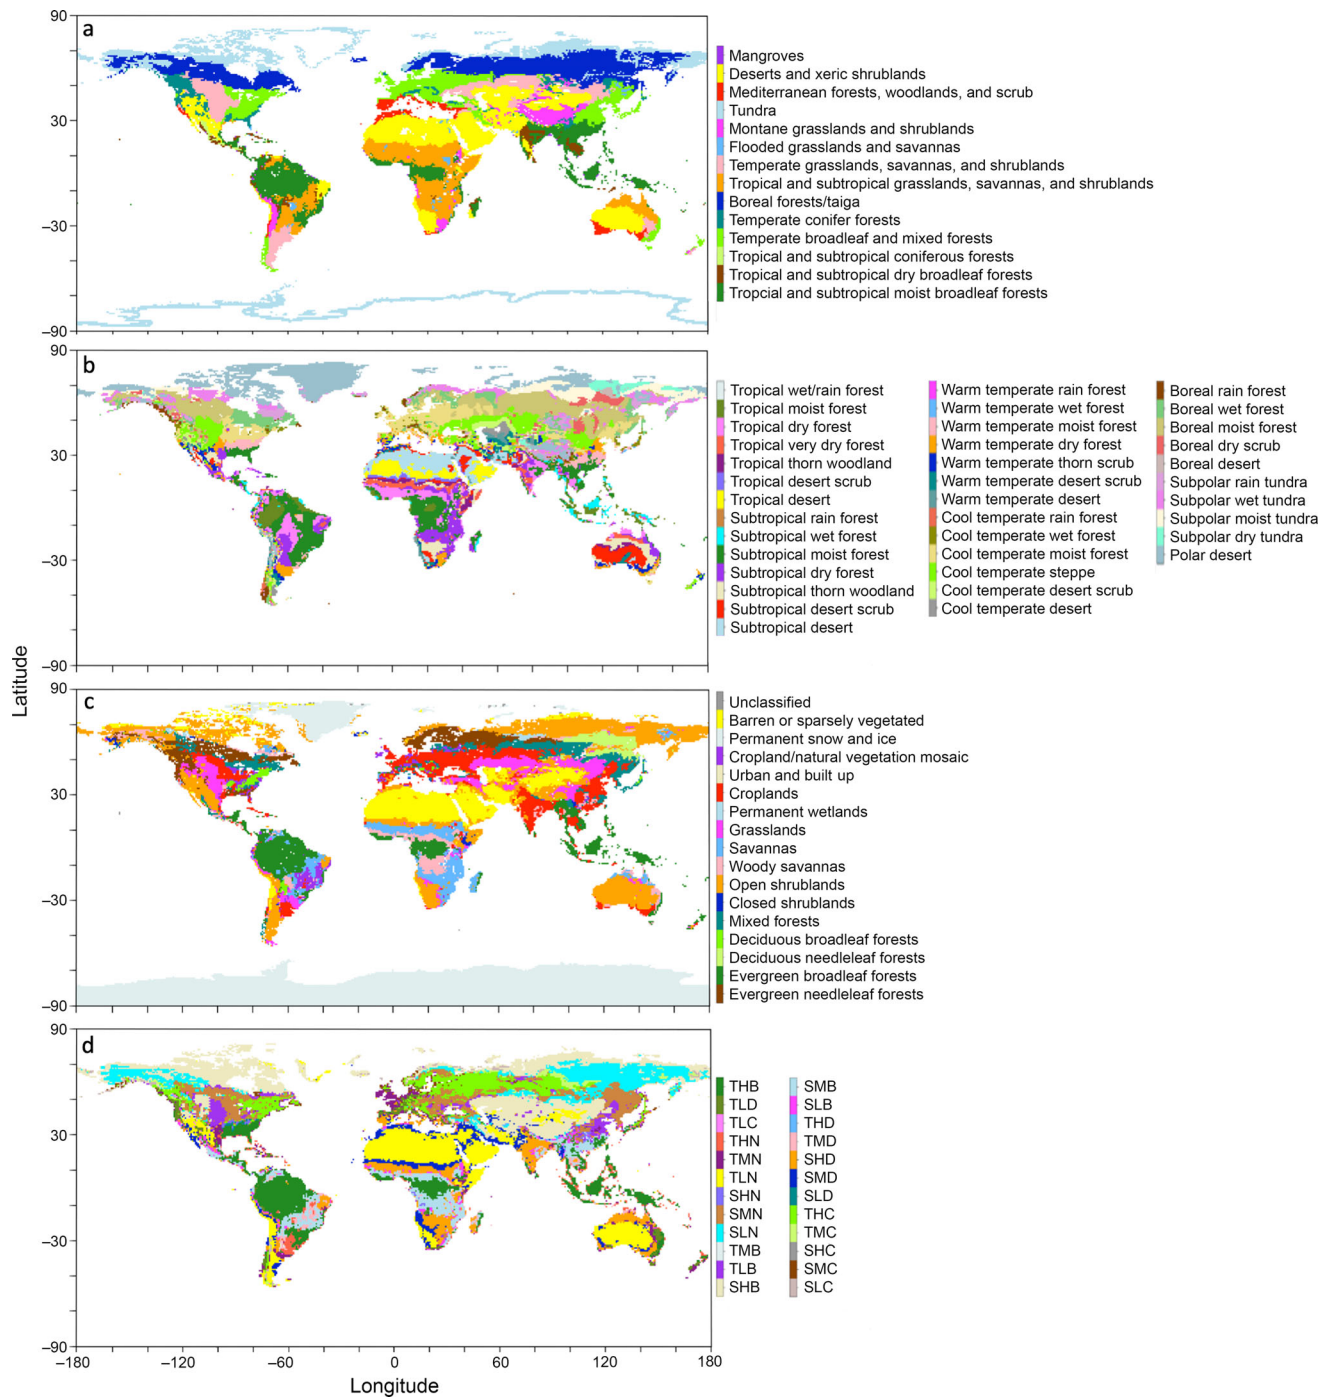 90
a
30
–30
–90
Mangroves
Deserts and xeric shrublands
Mediterranean forests, woodlands, and scrub
Tundra
Montane grasslands and shrublands
Flooded grasslands and savannas
Temperate grasslands, savannas, and shrublands
Tropical and subtropical grasslands, savannas, and shrublands
Boreal forests/taiga
Temperate conifer forests
Temperate broadleaf and mixed forests
Tropical and subtropical coniferous forests
Tropical and subtropical dry broadleaf forests
Tropcial and subtropical moist broadleaf forests
90
b
30
–30
–90
Tropical wet/rain forest
Tropical moist forest
Tropical dry forest
Tropical very dry forest
Tropical thorn woodland
Tropical desert scrub
Tropical desert
Subtropical rain forest
Subtropical wet forest
Subtropical moist forest
Subtropical dry forest
Subtropical thorn woodland
Subtropical desert scrub
Subtropical desert
Warm temperate rain forest
Warm temperate wet forest
Warm temperate moist forest
Warm temperate dry forest
Warm temperate thorn scrub
Warm temperate desert scrub
Warm temperate desert
Cool temperate rain forest
Cool temperate wet forest
Cool temperate moist forest
Cool temperate steppe
Cool temperate desert scrub
Cool temperate desert
Boreal rain forest
Boreal wet forest
Boreal moist forest
Boreal dry scrub
Boreal desert
Subpolar rain tundra
Subpolar wet tundra
Subpolar moist tundra
Subpolar dry tundra
Polar desert
Latitude
90
c
30
–30
–90
Unclassified
Barren or sparsely vegetated
Permanent snow and ice
Cropland/natural vegetation mosaic
Urban and built up
Croplands
Permanent wetlands
Grasslands
Savannas
Woody savannas
Open shrublands
Closed shrublands
Mixed forests
Deciduous broadleaf forests
Deciduous needleleaf forests
Evergreen broadleaf forests
Evergreen needleleaf forests
90
d
30
–30
–90
THB
TLD
TLC
THN
TMN
TLN
SHN
SMN
SLN
TMB
TLB
SHB
SMB
SLB
THD
TMD
SHD
SMD
SLD
THC
TMC
SHC
SMC
SLC
–180
–120
–60
0
60
120
180
Longitude